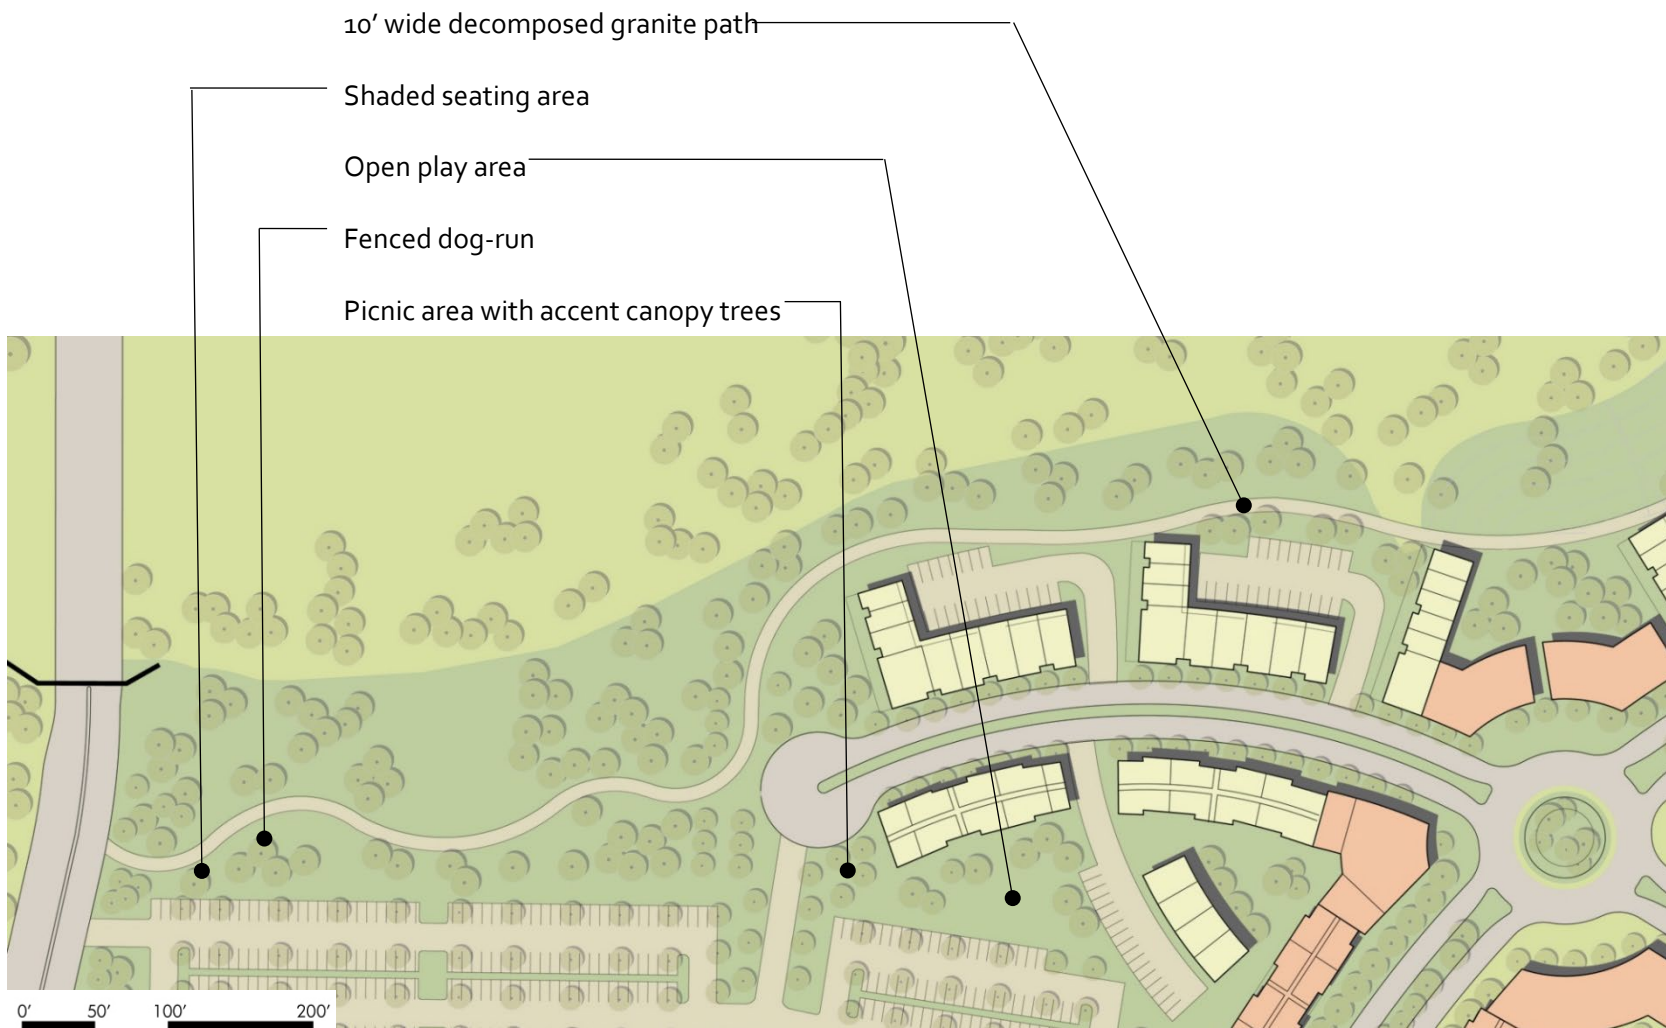 10’ wide decomposed granite path
Shaded seating area
Open play area
Fenced dog-run
Picnic area with accent canopy trees
0’ 50’ 100’ 200’